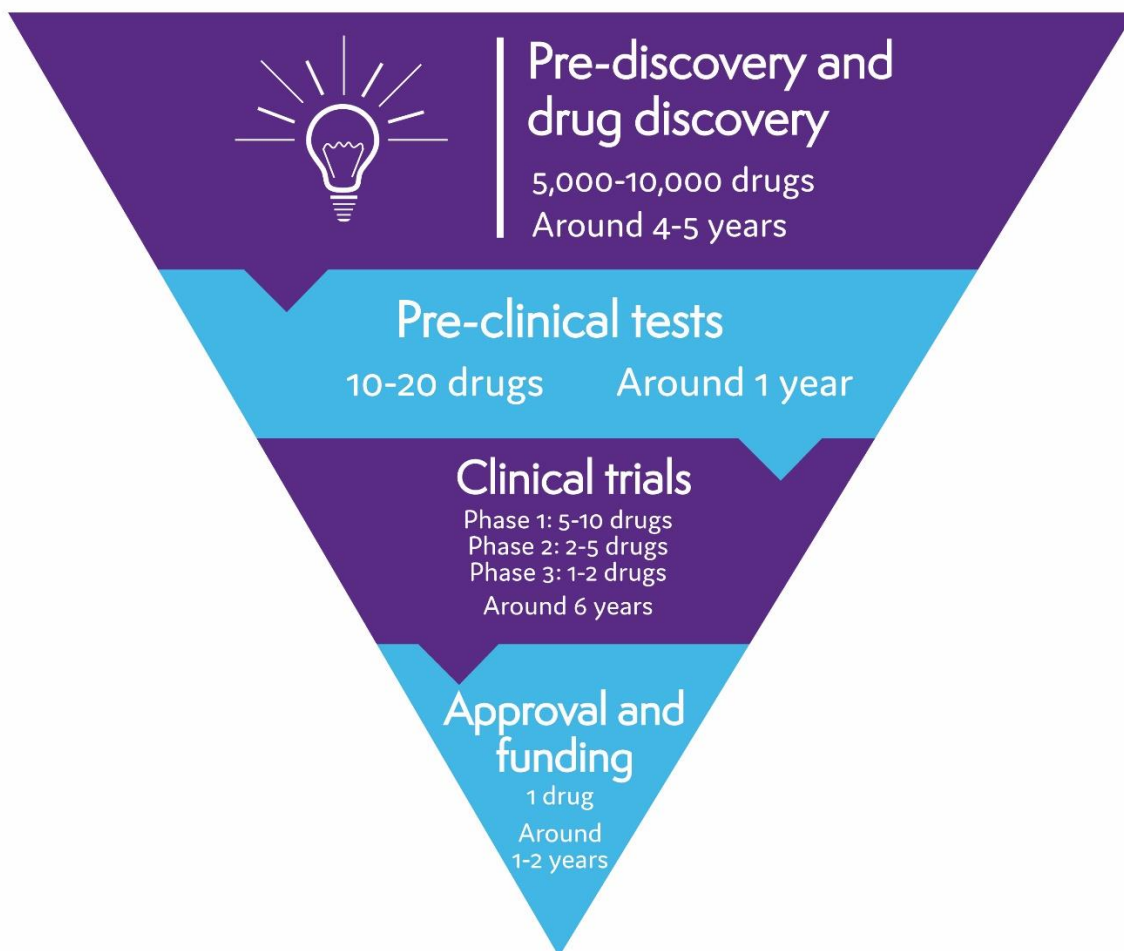 Pre-discovery and
drug discovery
5,000-10,000 drugs
Around 4-5 years
Pre-clinical tests
10-20 drugs Around 1 year
Clinical trials
Phase 1: 5-10 drugs
Phase 2: 2-5 drugs
Phase 3: 1-2 drugs
Around 6 years
Approval and
funding
1 drug
Around
1-2 years